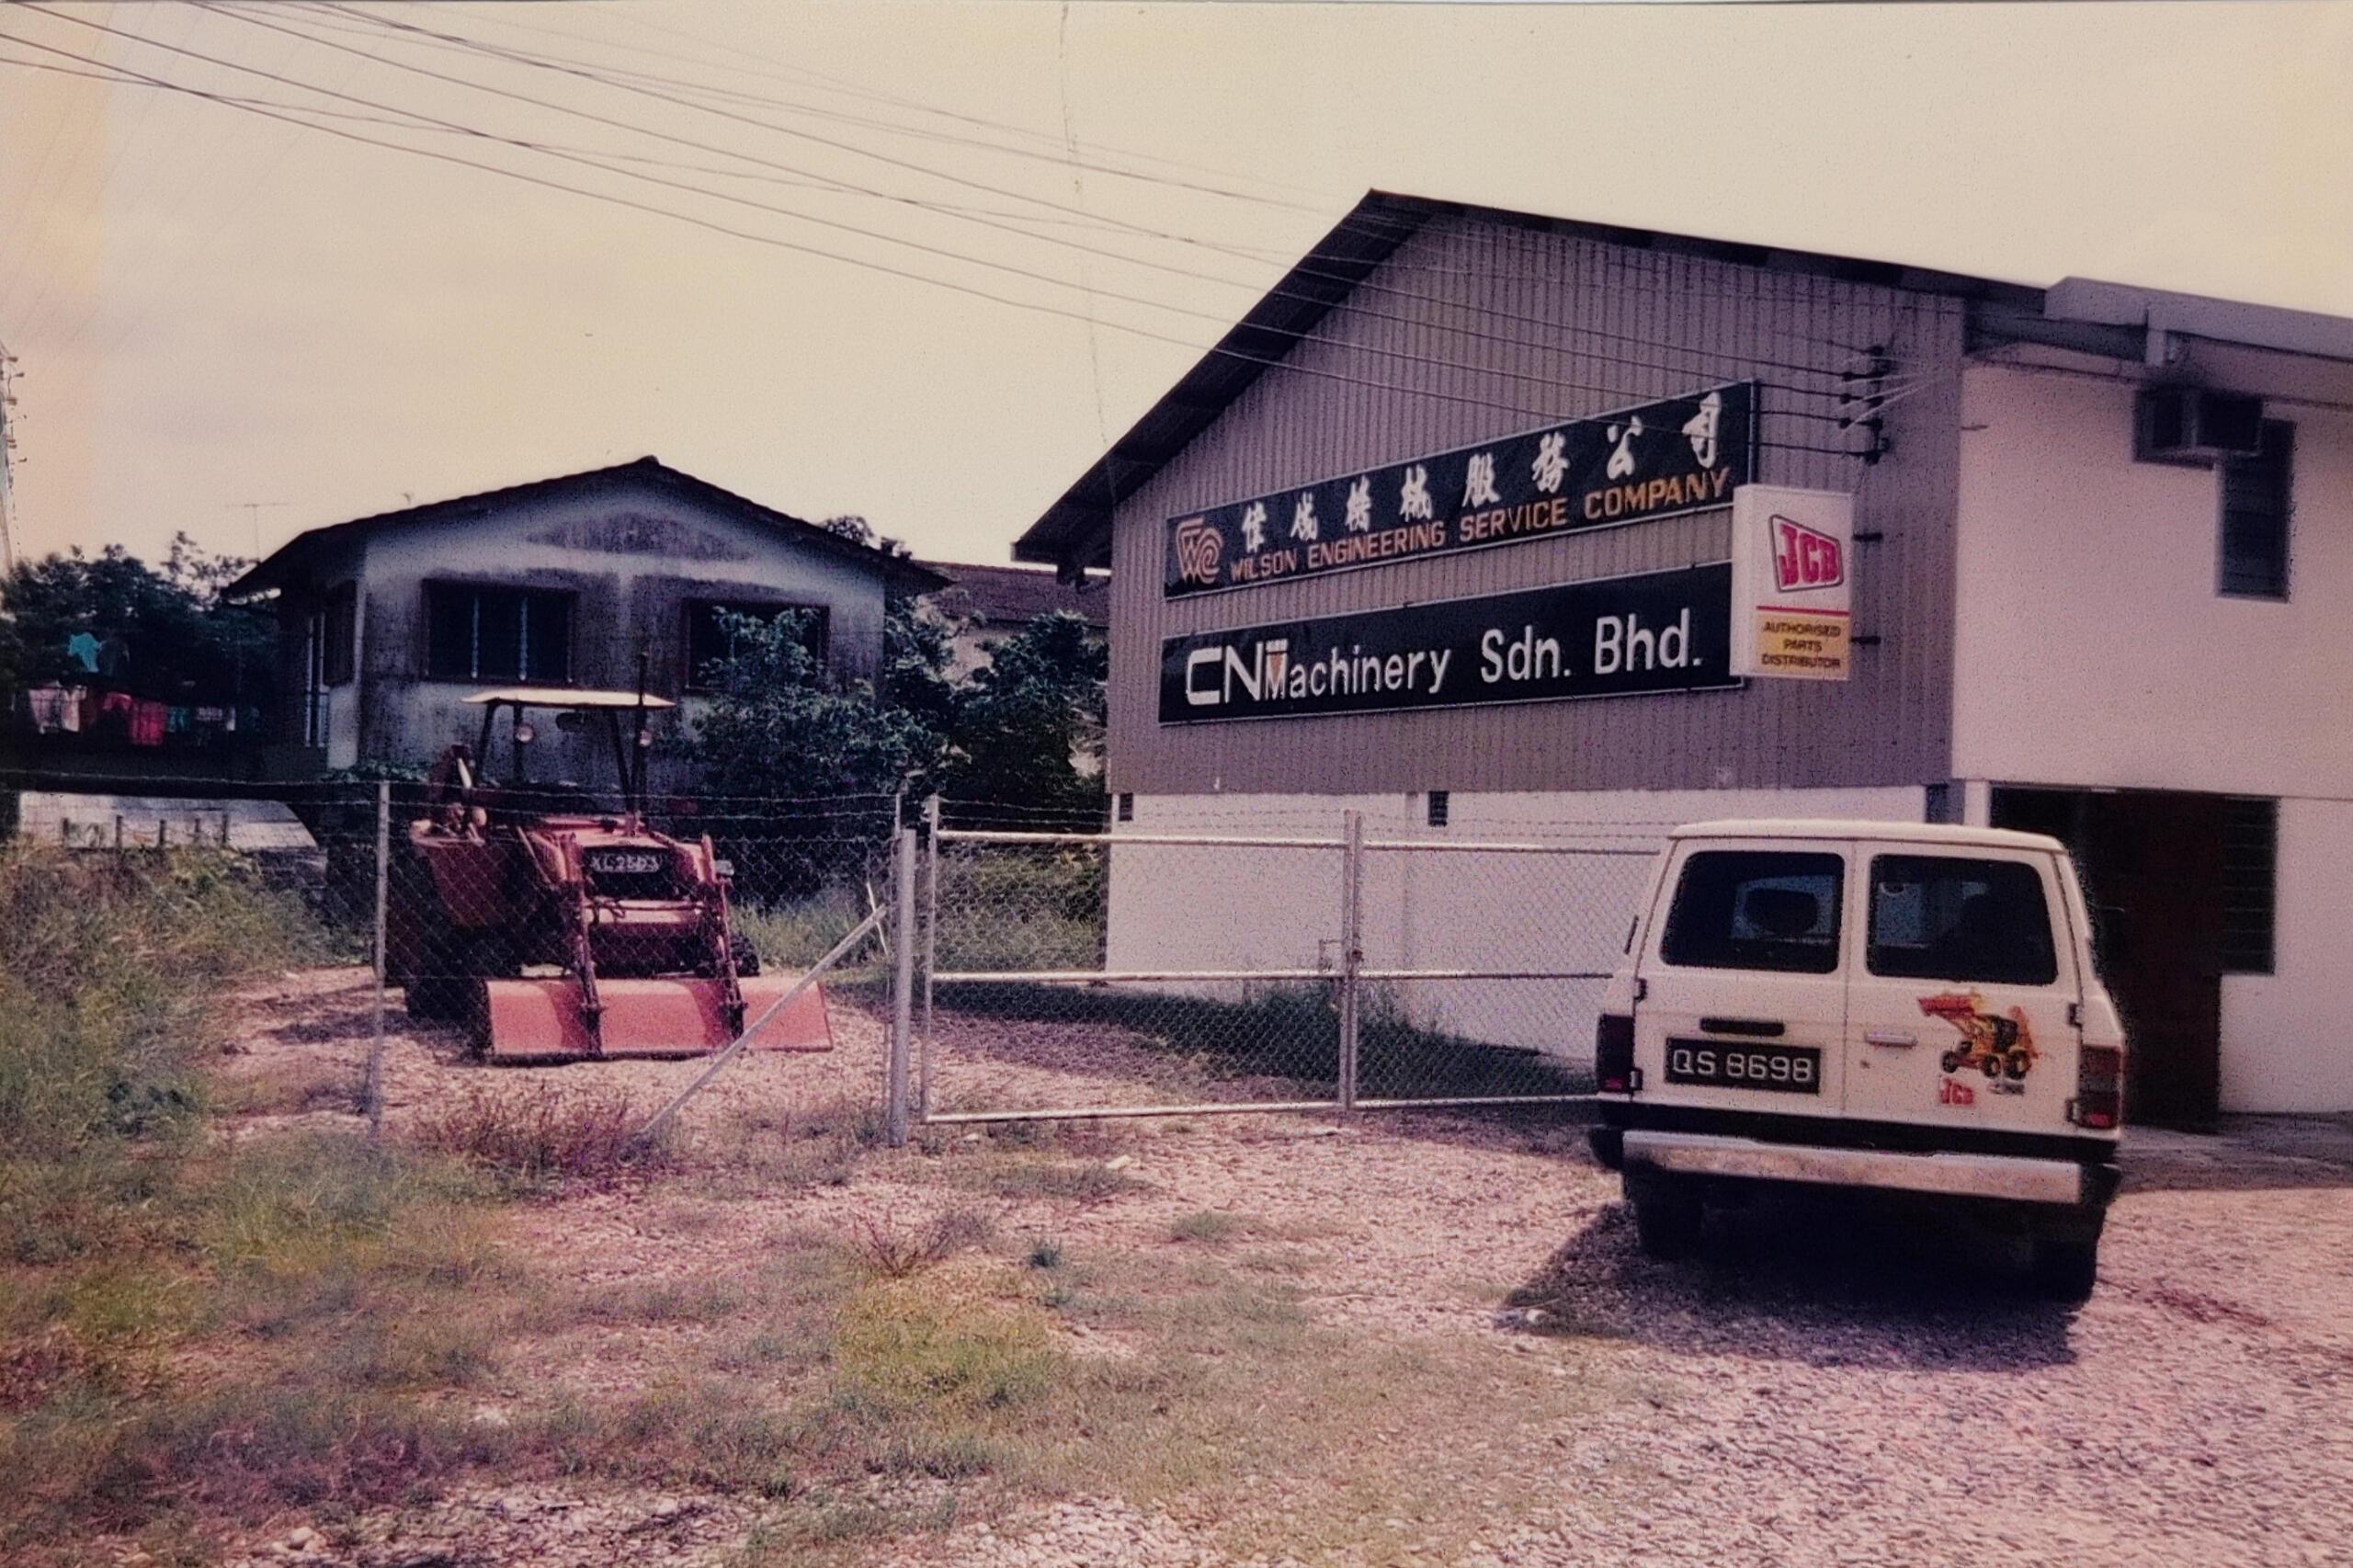 偉成機械服務公司
WILSON ENGINEERING SERVICE COMPANY
CN Machinery Sdn. Bhd.
JCB
AUTHORISED
PARTS
DISTRIBUTOR
QS 8698
JCB